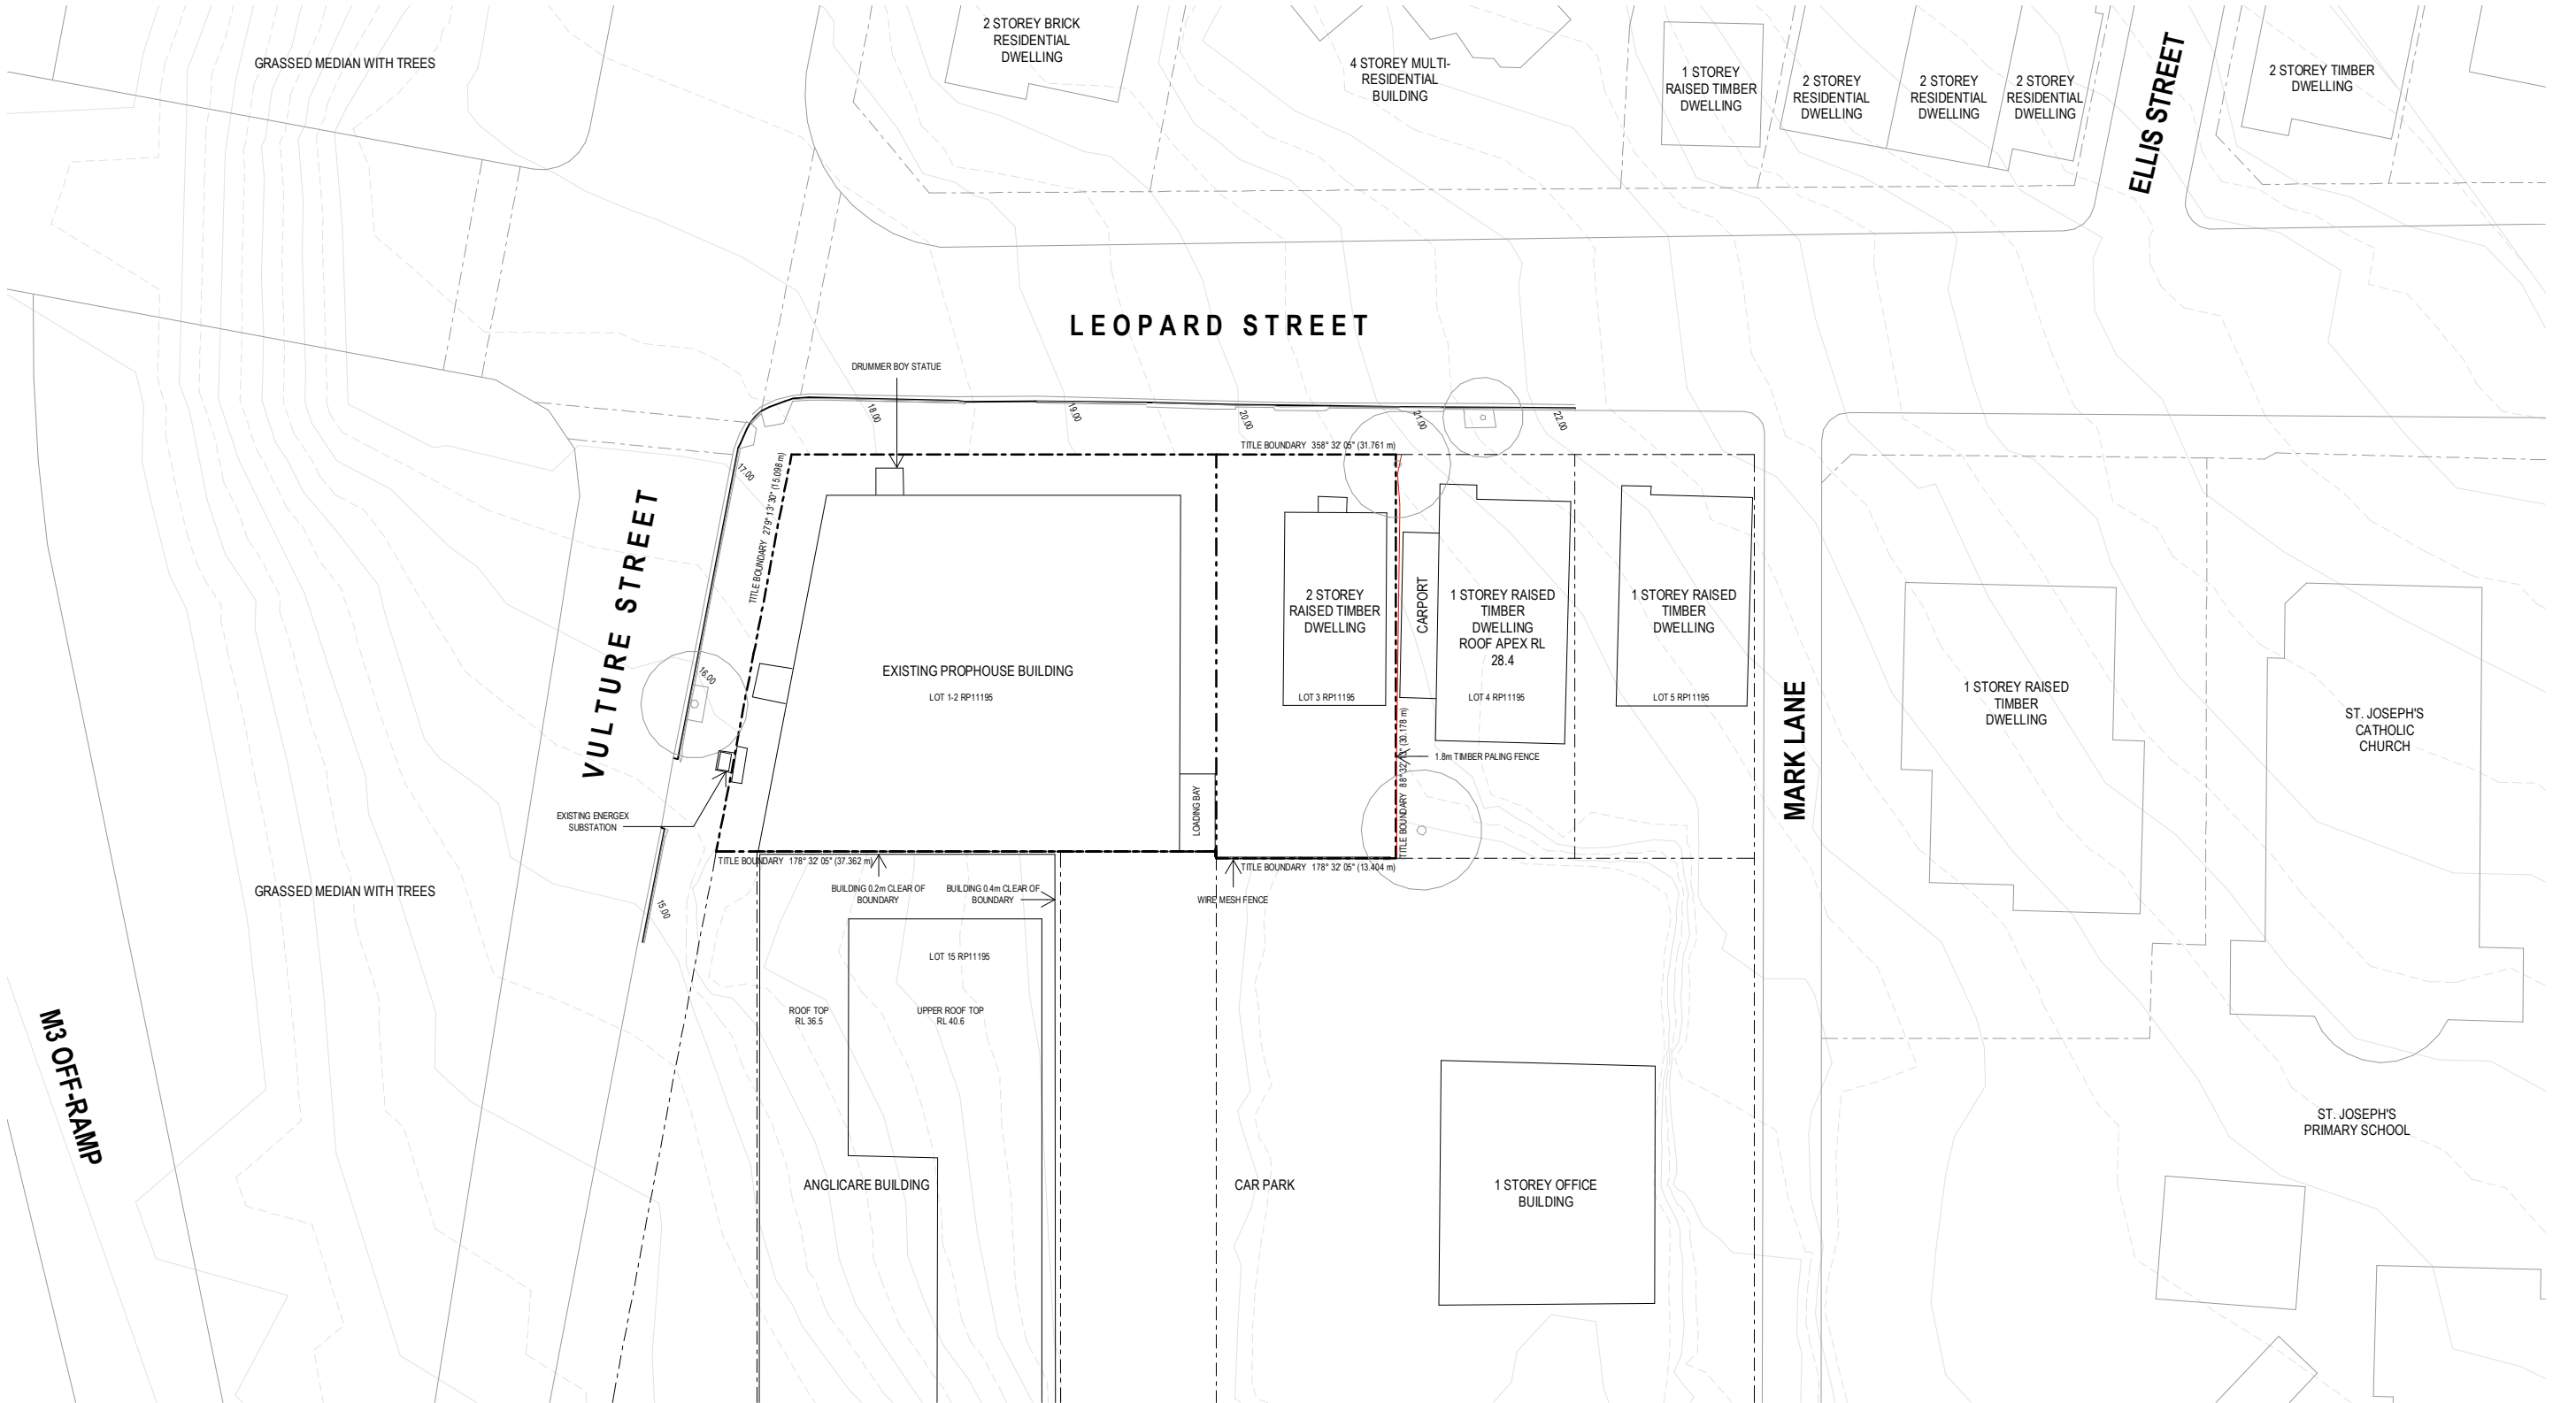 GRASSED MEDIAN WITH TREES
2 STOREY BRICK
RESIDENTIAL
DWELLING
4 STOREY MULTI-
RESIDENTIAL
BUILDING
1 STOREY
RAISED TIMBER
DWELLING
2 STOREY
RESIDENTIAL
DWELLING
2 STOREY
RESIDENTIAL
DWELLING
2 STOREY
RESIDENTIAL
DWELLING
ELLIS STREET
2 STOREY TIMBER
DWELLING
LEOPARD STREET
DRUMMER BOY STATUE
18.00
19.00
20.00
21.00
22.00
TITLE BOUNDARY 358° 32' 05" (31.761 m)
17.00
TITLE BOUNDARY 279° 13' 30" (15.098 m)
VULTURE STREET
16.00
EXISTING PROPHOUSE BUILDING
LOT 1-2 RP11195
2 STOREY
RAISED TIMBER
DWELLING
LOT 3 RP11195
CARPORT
1 STOREY RAISED
TIMBER
DWELLING
ROOF APEX RL
28.4
LOT 4 RP11195
1 STOREY RAISED
TIMBER
DWELLING
LOT 5 RP11195
MARK LANE
1 STOREY RAISED
TIMBER
DWELLING
ST. JOSEPH'S
CATHOLIC
CHURCH
1.8m TIMBER PALING FENCE
TITLE BOUNDARY (30.178 m)
LOADING BAY
EXISTING ENERGEX
SUBSTATION
TITLE BOUNDARY 178° 32' 05" (37.362 m)
TITLE BOUNDARY 178° 32' 05" (13.404 m)
BUILDING 0.2m CLEAR OF
BOUNDARY
BUILDING 0.4m CLEAR OF
BOUNDARY
WIRE MESH FENCE
GRASSED MEDIAN WITH TREES
15.00
LOT 15 RP11195
ROOF TOP
RL 36.5
UPPER ROOF TOP
RL 40.6
M3 OFF-RAMP
ANGLICARE BUILDING
CAR PARK
1 STOREY OFFICE
BUILDING
ST. JOSEPH'S
PRIMARY SCHOOL